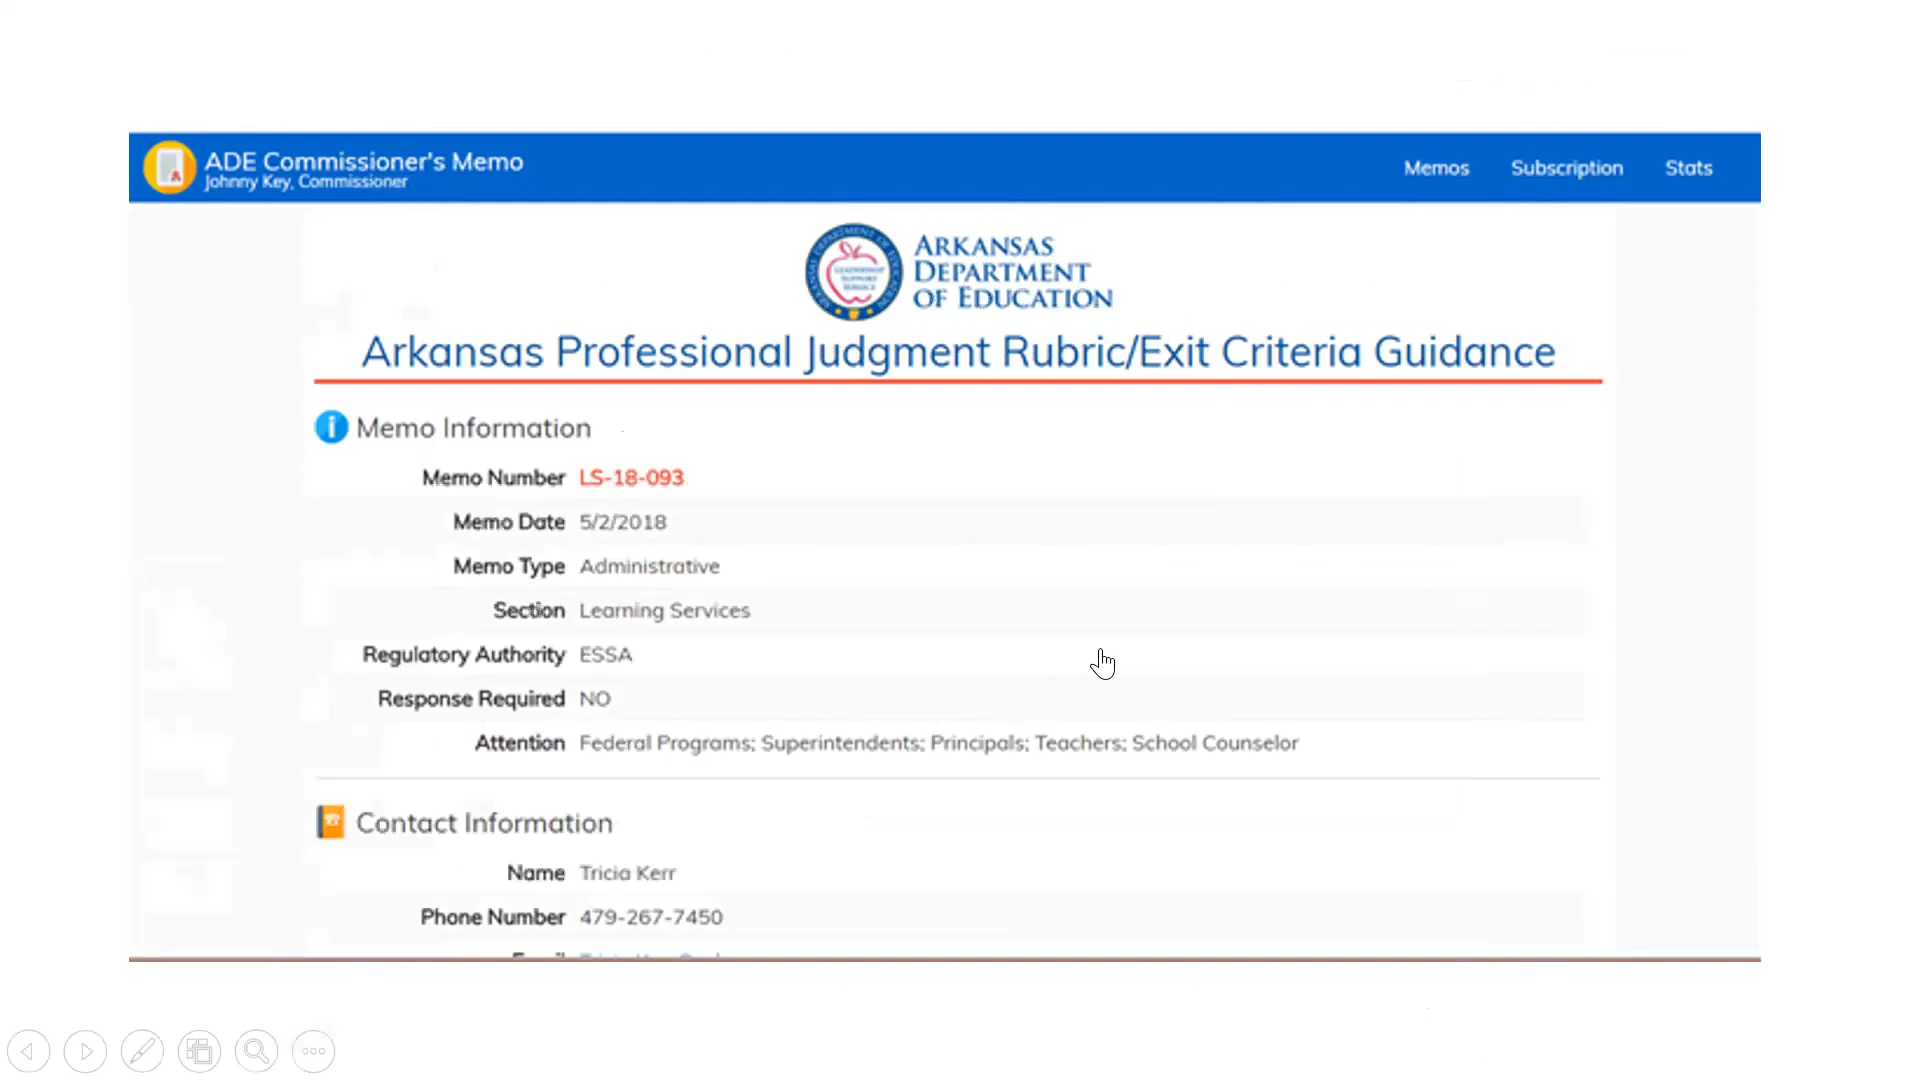 ADE Commissioner's Memo
Johnny Key, Commissioner
Memos Subscription Stats
ARKANSAS
DEPARTMENT
OF EDUCATION
Arkansas Professional Judgment Rubric/Exit Criteria Guidance
Memo Information
Memo Number LS-18-093
Memo Date 5/2/2018
Memo Type Administrative
Section Learning Services
Regulatory Authority ESSA
Response Required NO
Attention Federal Programs; Superintendents; Principals; Teachers; School Counselor
Contact Information
Name Tricia Kerr
Phone Number 479-267-7450